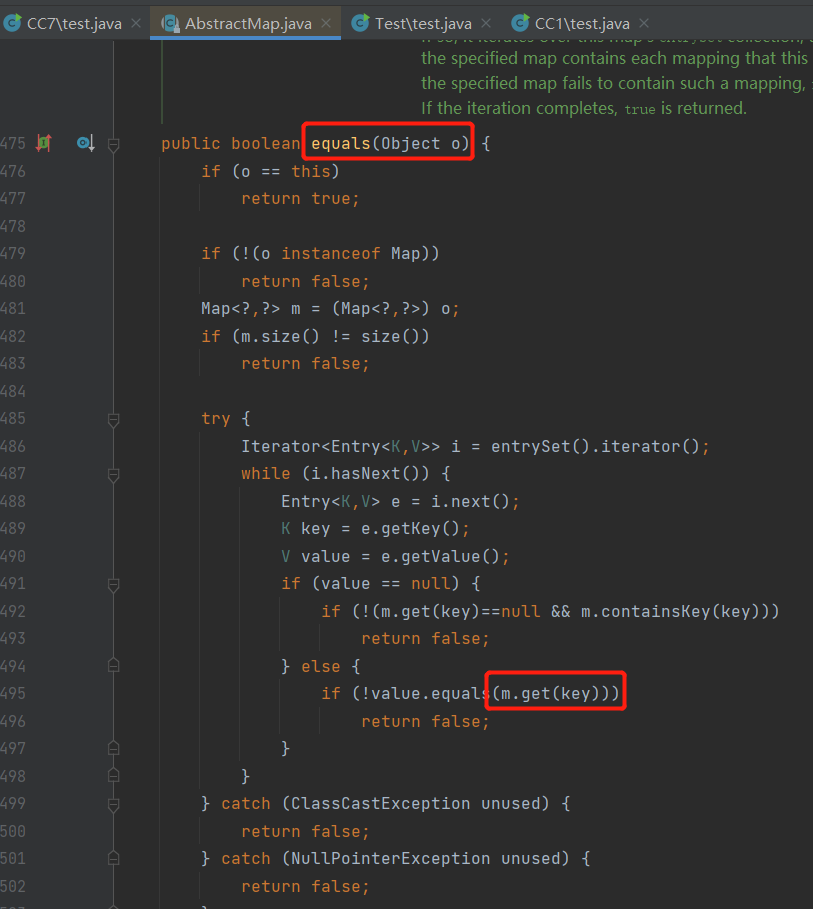 CC7\test.java AbstractMap.java Test\test.java CC1\test.java
the specified map contains each mapping that this
the specified map fails to contain such a mapping,
If the iteration completes, true is returned.
475 public boolean equals(Object o) {
476 if (o == this)
477 return true;
478
479 if (!(o instanceof Map))
480 return false;
481 Map<?,?> m = (Map<?,?>) o;
482 if (m.size() != size())
483 return false;
484
485 try {
486 Iterator<Entry<K,V>> i = entrySet().iterator();
487 while (i.hasNext()) {
488 Entry<K,V> e = i.next();
489 K key = e.getKey();
490 V value = e.getValue();
491 if (value == null) {
492 if (!(m.get(key)==null && m.containsKey(key)))
493 return false;
494 } else {
495 if (!value.equals(m.get(key)))
496 return false;
497 }
498 }
499 } catch (ClassCastException unused) {
500 return false;
501 } catch (NullPointerException unused) {
502 return false;